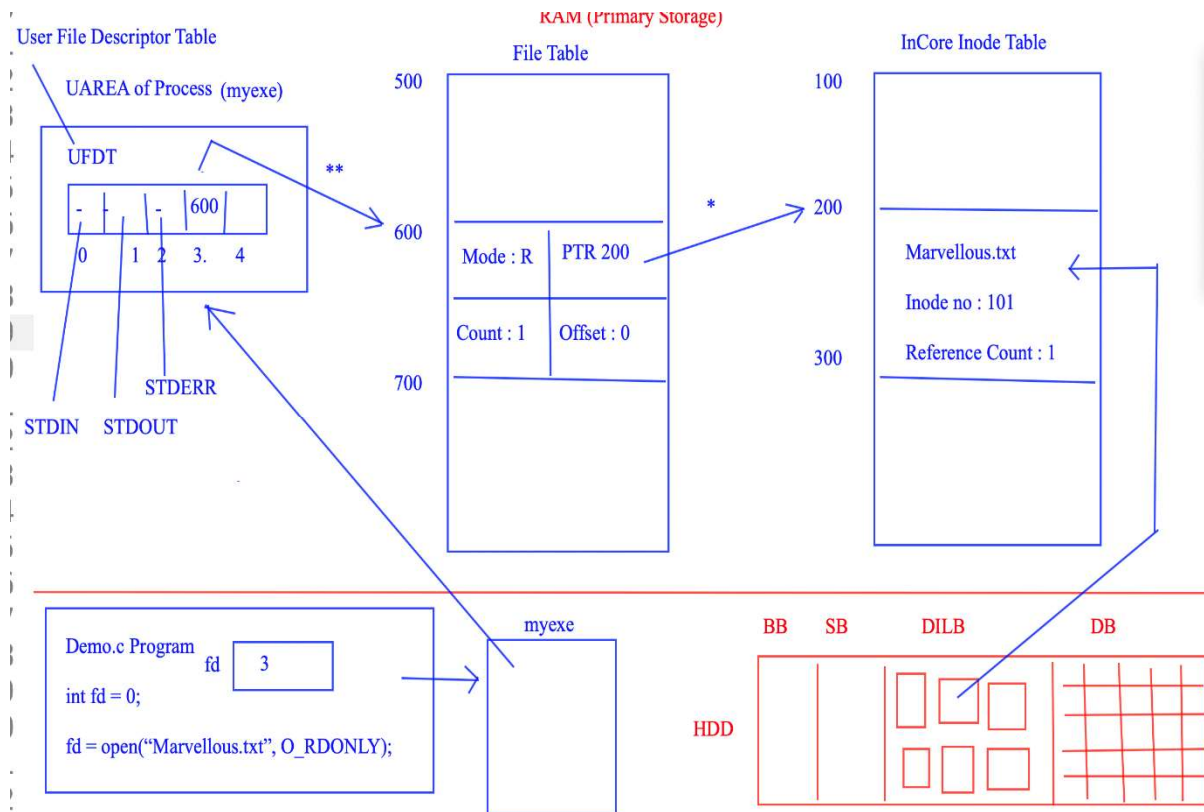 RAM (Primary Storage)
User File Descriptor Table
File Table
InCore Inode Table
UAREA of Process (myexe)
500
100
UFDT
**
- - - 600
0 1 2 3. 4
600
*
200
Mode : R
PTR 200
Marvellous.txt
Inode no : 101
Count : 1
Offset : 0
Reference Count : 1
700
300
STDERR
STDIN STDOUT
myexe
BB SB DILB DB
Demo.c Program
fd 3
int fd = 0;
fd = open(“Marvellous.txt”, O_RDONLY);
HDD